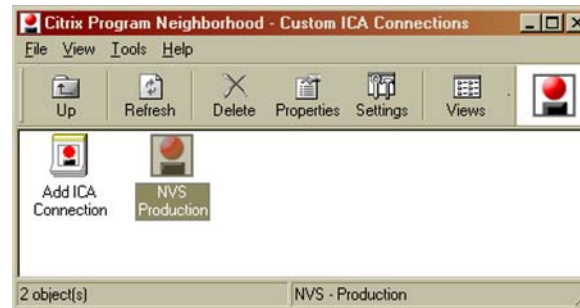 Citrix Program Neighborhood - Custom ICA Connections
File View Tools Help
Up Refresh Delete Properties Settings Views
Add ICA Connection
NVS Production
2 object(s) NVS - Production